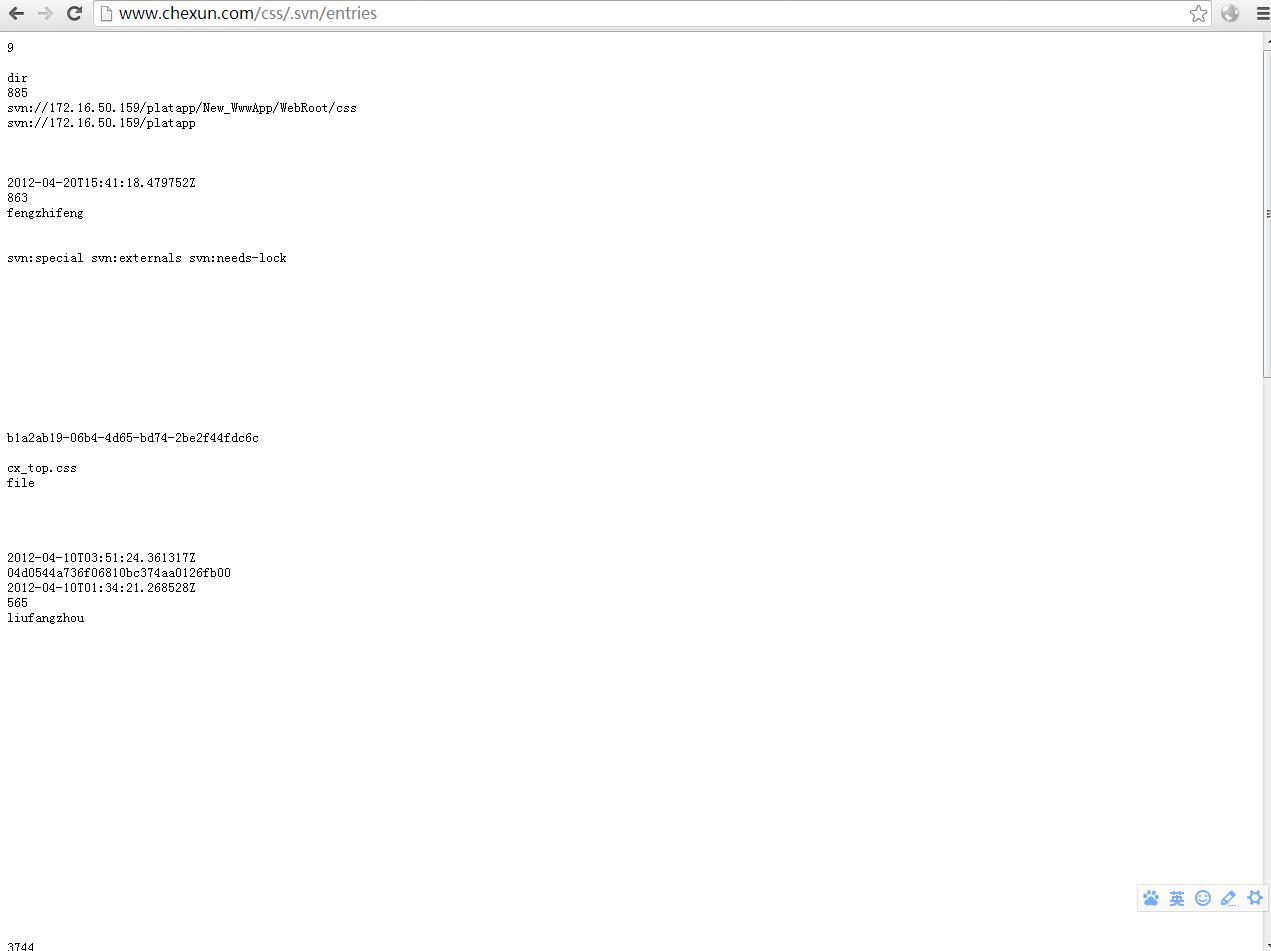 www.chexun.com/css/.svn/entries
9
dir
885
svn://172.16.50.159/platapp/New_WwwApp/WebRoot/css
svn://172.16.50.159/platapp
2012-04-20T15:41:18.479752Z
863
fengzhifeng
svn:special svn:externals svn:needs-lock
b1a2ab19-06b4-4d65-bd74-2be2f44fdc6c
cx_top.css
file
2012-04-10T03:51:24.361317Z
04d0544a736f06810bc374aa0126fb00
2012-04-10T01:34:21.268528Z
565
liufangzhou
英
3744